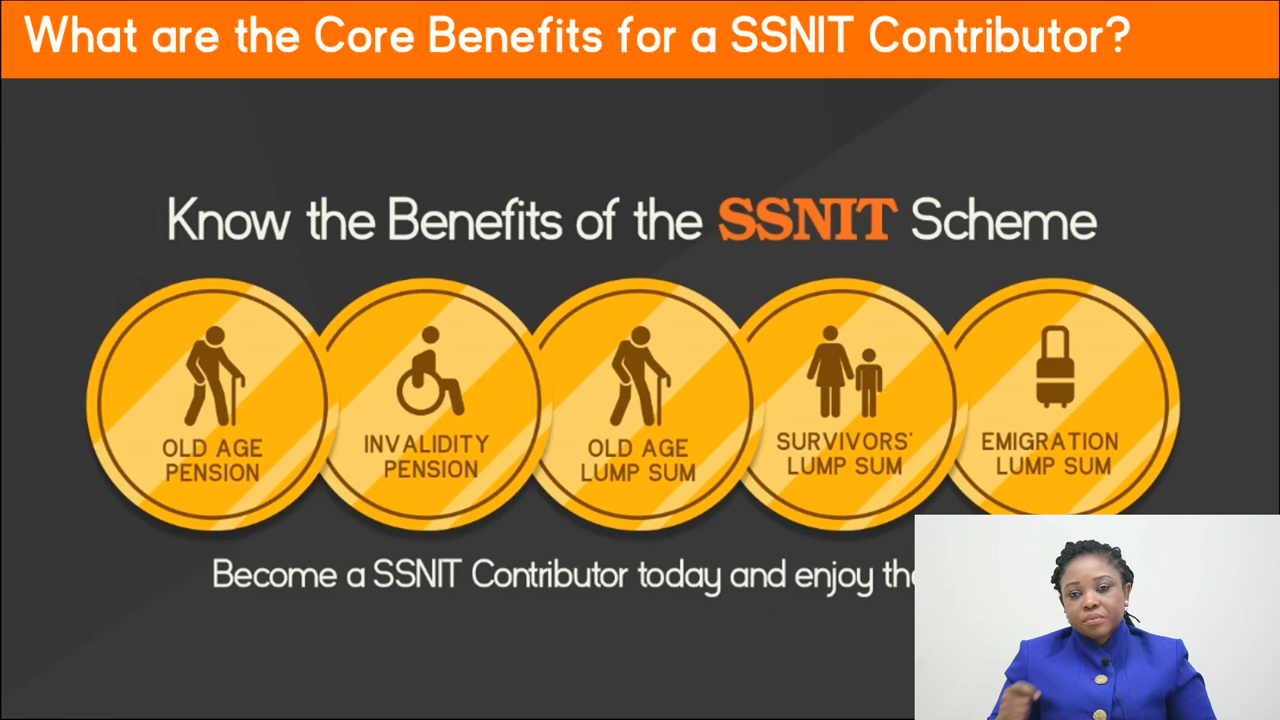 What are the Core Benefits for a SSNIT Contributor?
Know the Benefits of the SSNIT Scheme
OLD AGE
PENSION
INVALIDITY
PENSION
OLD AGE
LUMP SUM
SURVIVORS'
LUMP SUM
EMIGRATION
LUMP SUM
Become a SSNIT Contributor today and enjoy